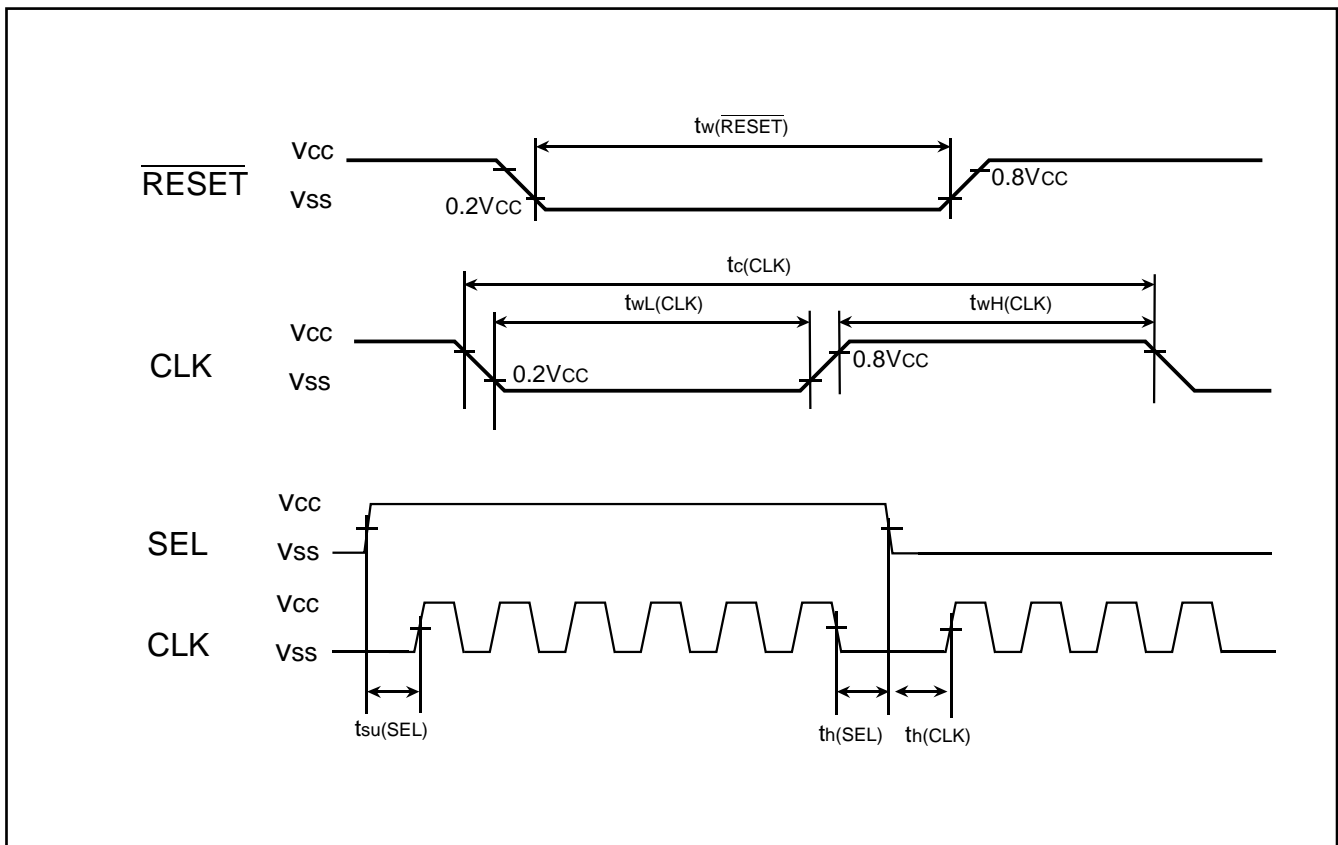 tw(RESET)
Vcc
RESET
Vss
0.2Vcc
0.8Vcc
tc(CLK)
twL(CLK)
twH(CLK)
Vcc
CLK
Vss
0.2Vcc
0.8Vcc
Vcc
SEL
Vss
Vcc
CLK
Vss
tsu(SEL)
th(SEL)
th(CLK)